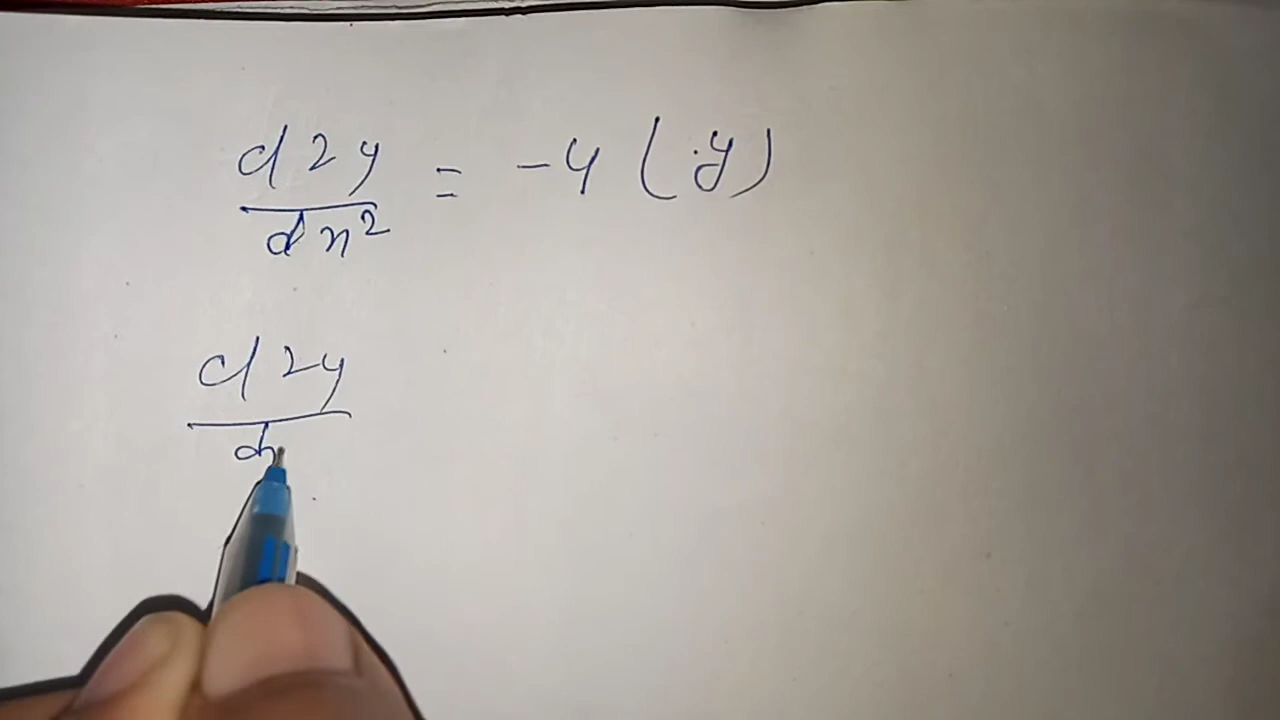 d2y
dx² = -4 (y)
d2y
d